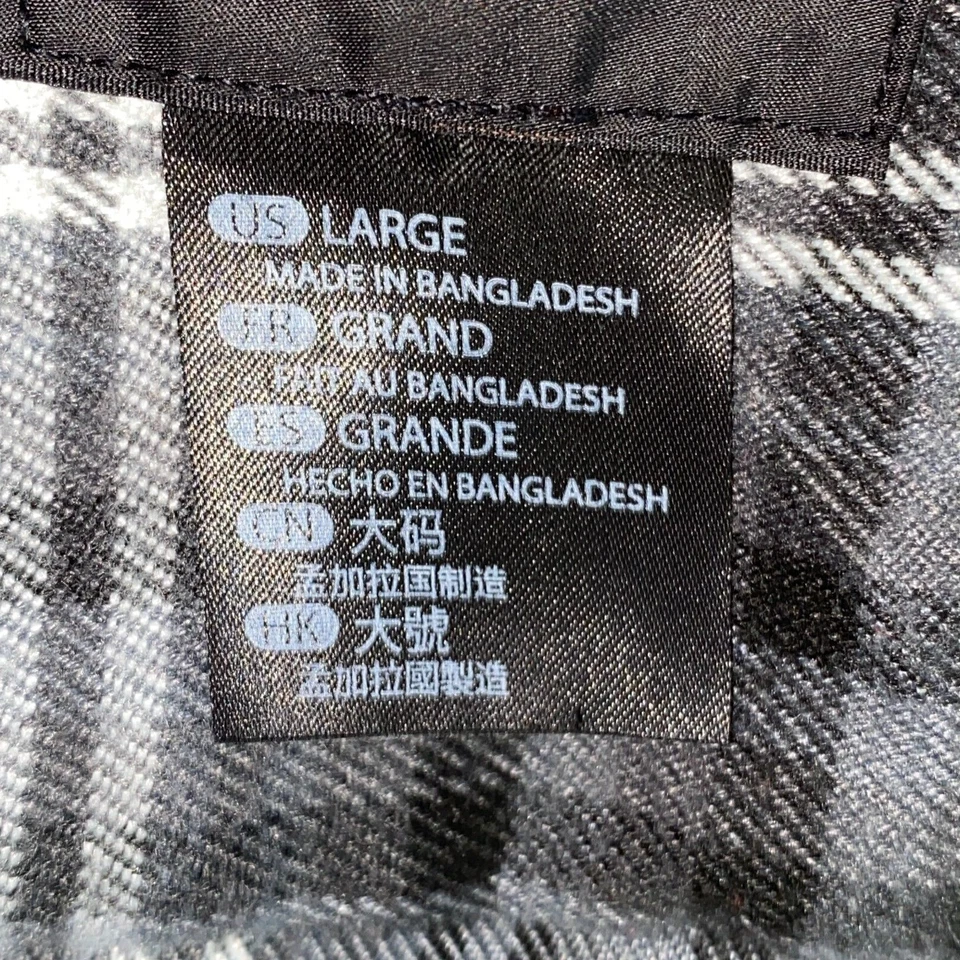 US LARGE
MADE IN BANGLADESH
FR GRAND
FAIT AU BANGLADESH
ES GRANDE
HECHO EN BANGLADESH
CN 大码
孟加拉国制造
HK 大號
孟加拉國製造